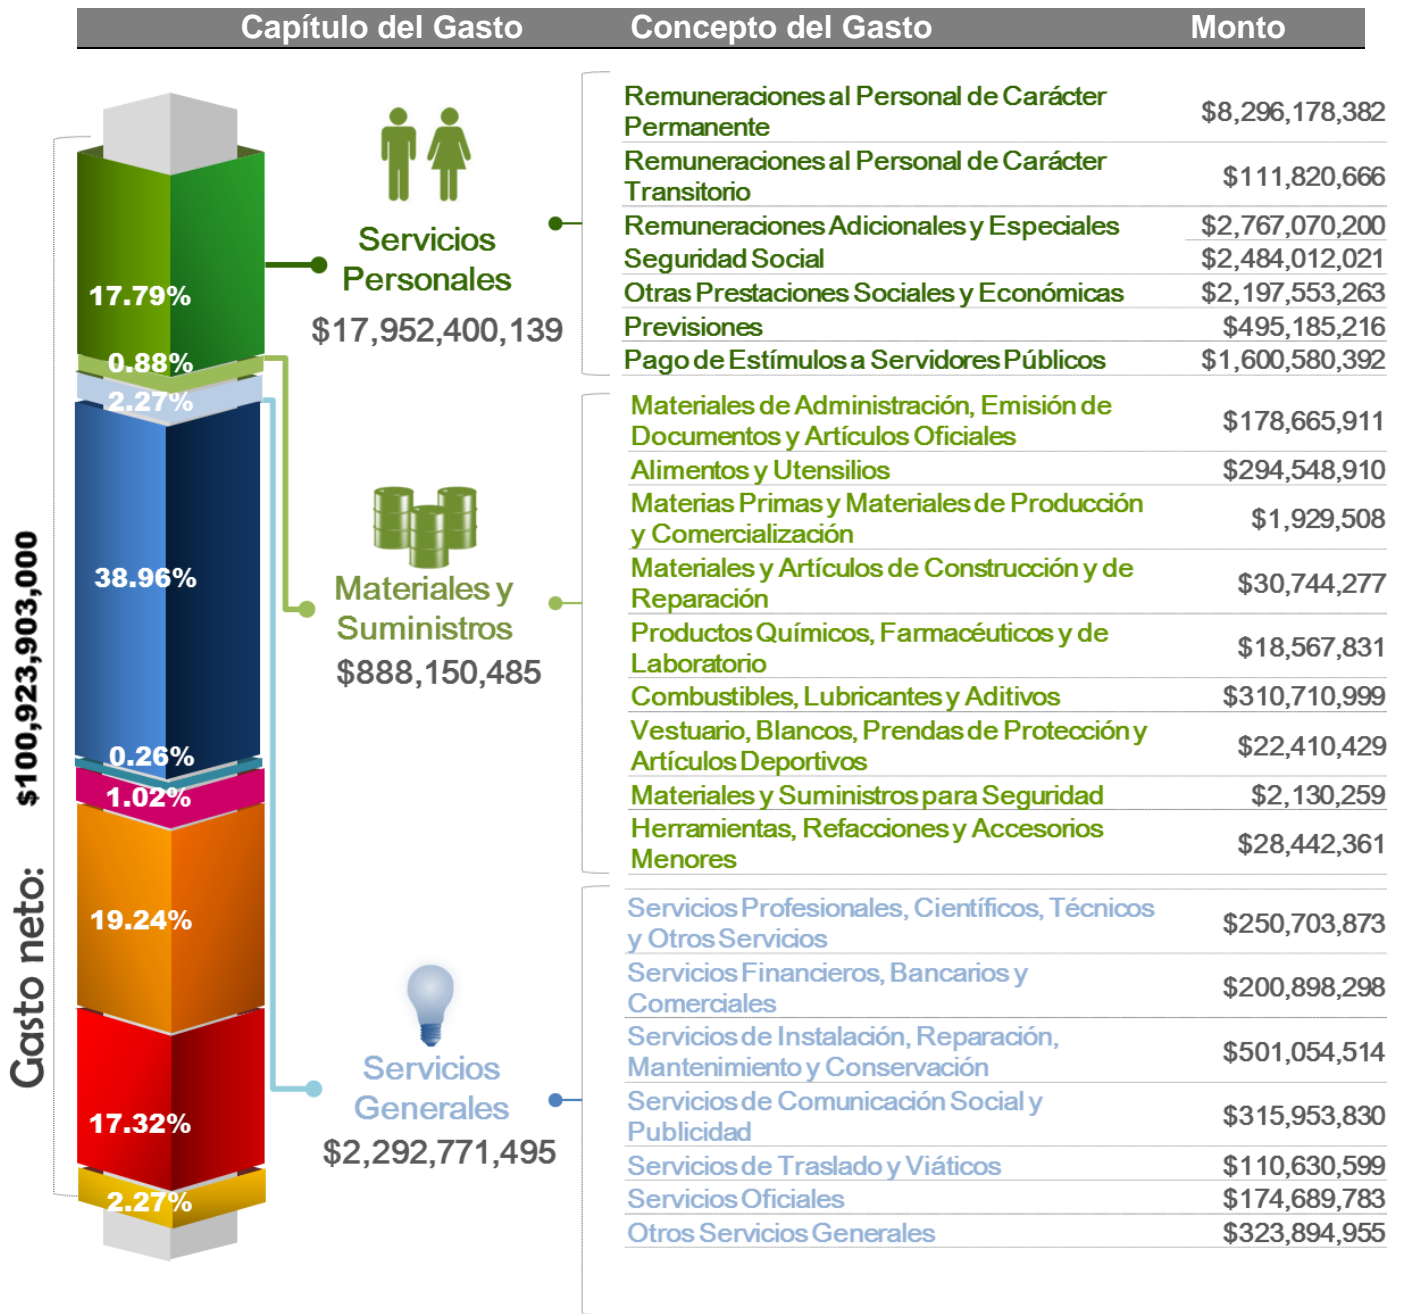 Capítulo del Gasto Concepto del Gasto Monto
Gasto neto: $100,923,903,000
17.79%
0.88%
2.27%
38.96%
0.26%
1.02%
19.24%
17.32%
2.27%
Servicios
Personales
$17,952,400,139
Remuneraciones al Personal de Carácter
Permanente
$8,296,178,382
Remuneraciones al Personal de Carácter
Transitorio
$111,820,666
Remuneraciones Adicionales y Especiales $2,767,070,200
Seguridad Social $2,484,012,021
Otras Prestaciones Sociales y Económicas $2,197,553,263
Previsiones $495,185,216
Pago de Estímulos a Servidores Públicos $1,600,580,392
Materiales y
Suministros
$888,150,485
Materiales de Administración, Emisión de
Documentos y Artículos Oficiales
$178,665,911
Alimentos y Utensilios $294,548,910
Materias Primas y Materiales de Producción
y Comercialización
$1,929,508
Materiales y Artículos de Construcción y de
Reparación
$30,744,277
Productos Químicos, Farmacéuticos y de
Laboratorio
$18,567,831
Combustibles, Lubricantes y Aditivos $310,710,999
Vestuario, Blancos, Prendas de Protección y
Artículos Deportivos
$22,410,429
Materiales y Suministros para Seguridad $2,130,259
Herramientas, Refacciones y Accesorios
Menores
$28,442,361
Servicios
Generales
$2,292,771,495
Servicios Profesionales, Científicos, Técnicos
y Otros Servicios
$250,703,873
Servicios Financieros, Bancarios y
Comerciales
$200,898,298
Servicios de Instalación, Reparación,
Mantenimiento y Conservación
$501,054,514
Servicios de Comunicación Social y
Publicidad
$315,953,830
Servicios de Traslado y Viáticos $110,630,599
Servicios Oficiales $174,689,783
Otros Servicios Generales $323,894,955